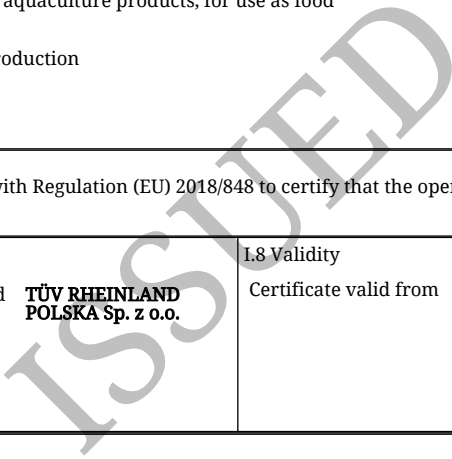 aquaculture products, for use as food
roduction
with Regulation (EU) 2018/848 to certify that the oper
I.8 Validity
Certificate valid from
d TÜV RHEINLAND
POLSKA Sp. z o.o.
ISSUED